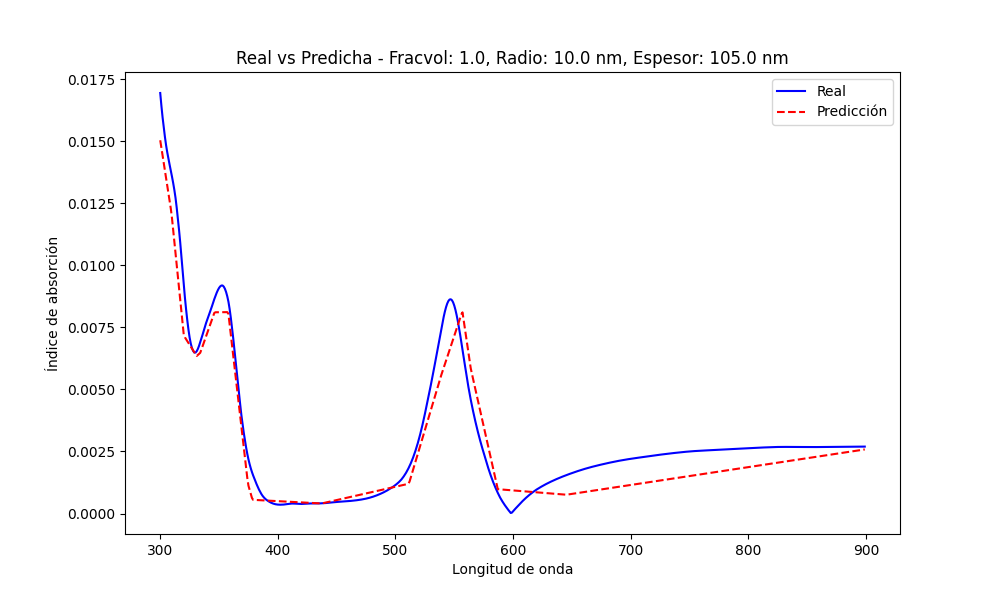 Real vs Predicha - Fracvol: 1.0, Radio: 10.0 nm, Espesor: 105.0 nm
Real
Predicción
Índice de absorción
0.0175
0.0150
0.0125
0.0100
0.0075
0.0050
0.0025
0.0000
300 400 500 600 700 800 900
Longitud de onda